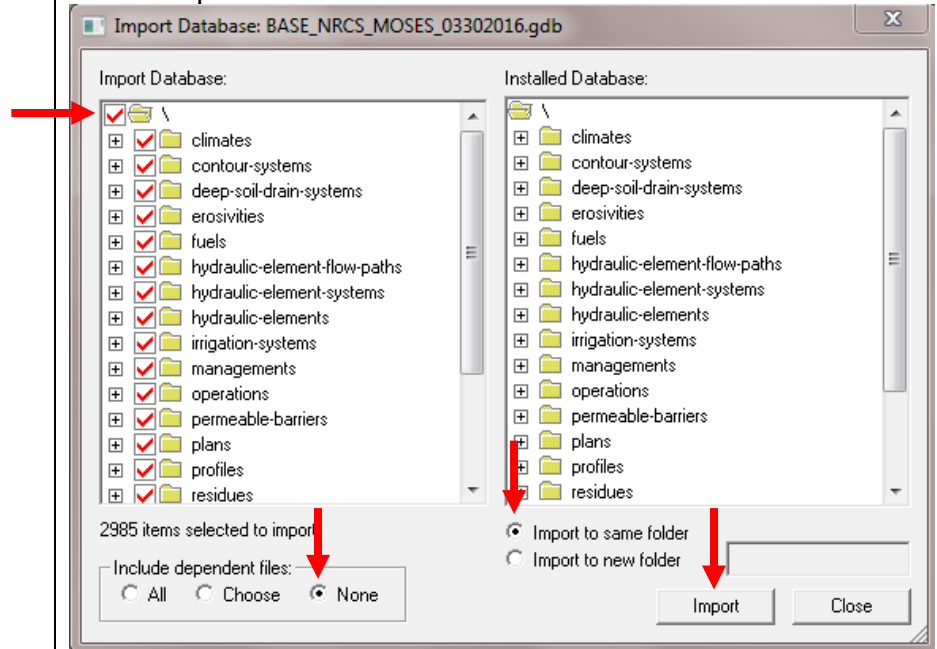 Import Database: BASE_NRCS_MOSES_03302016.gdb
Import Database:
\
climates
contour-systems
deep-soil-drain-systems
erosivities
fuels
hydraulic-element-flow-paths
hydraulic-element-systems
hydraulic-elements
irrigation-systems
managements
operations
permeable-barriers
plans
profiles
residues
2985 items selected to import
Include dependent files:
All Choose None
Installed Database:
\
climates
contour-systems
deep-soil-drain-systems
erosivities
fuels
hydraulic-element-flow-paths
hydraulic-element-systems
hydraulic-elements
irrigation-systems
managements
operations
permeable-barriers
plans
profiles
residues
Import to same folder
Import to new folder
Import Close